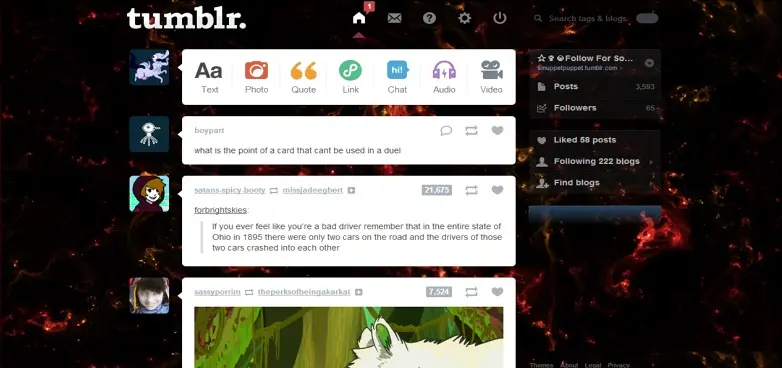 tumblr.
1
Search tags & blogs
Aa
hi!
Text
Photo
Quote
Link
Chat
Audio
Video
☆ Follow For So...
Posts
3,593
Followers
65
Liked 58 posts
Following 222 blogs
Find blogs
boypart
what is the point of a card that cant be used in a duel
satans-spicy-booty
missjadeegbert
21,675
forbrightskies:
If you ever feel like you're a bad driver remember that in the entire state of
Ohio in 1895 there were only two cars on the road and the drivers of those
two cars crashed into each other
sassyporrim
theperksofbeingakarkat
7,524
Themes About Legal Privacy